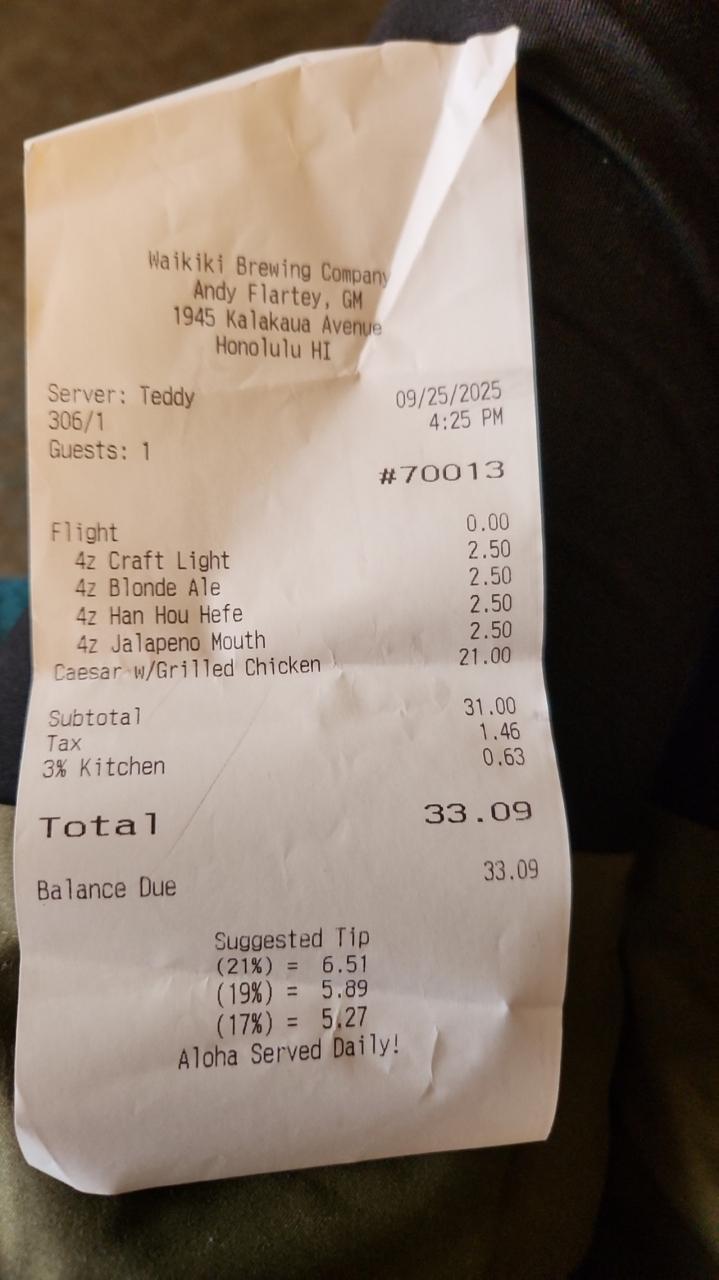 Waikiki Brewing Company
Andy Flartey, GM
1945 Kalakaua Avenue
Honolulu HI
Server: Teddy 09/25/2025
306/1 4:25 PM
Guests: 1
#70013
Flight 0.00
4z Craft Light 2.50
4z Blonde Ale 2.50
4z Han Hou Hefe 2.50
4z Jalapeno Mouth 2.50
Caesar w/Grilled Chicken 21.00
Subtotal 31.00
Tax 1.46
3% Kitchen 0.63
Total 33.09
Balance Due 33.09
Suggested Tip
(21%) = 6.51
(19%) = 5.89
(17%) = 5.27
Aloha Served Daily!